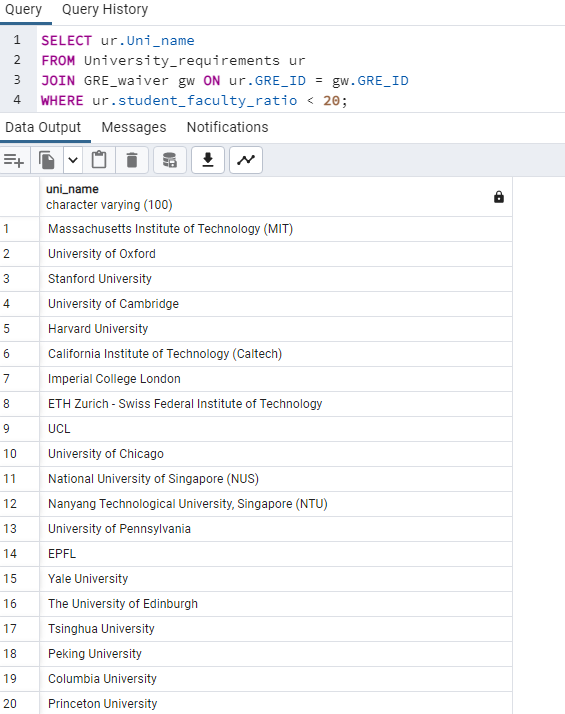 Query Query History
1 SELECT ur.Uni_name
2 FROM University_requirements ur
3 JOIN GRE_waiver gw ON ur.GRE_ID = gw.GRE_ID
4 WHERE ur.student_faculty_ratio < 20;
Data Output Messages Notifications
uni_name
character varying (100)
1 Massachusetts Institute of Technology (MIT)
2 University of Oxford
3 Stanford University
4 University of Cambridge
5 Harvard University
6 California Institute of Technology (Caltech)
7 Imperial College London
8 ETH Zurich - Swiss Federal Institute of Technology
9 UCL
10 University of Chicago
11 National University of Singapore (NUS)
12 Nanyang Technological University, Singapore (NTU)
13 University of Pennsylvania
14 EPFL
15 Yale University
16 The University of Edinburgh
17 Tsinghua University
18 Peking University
19 Columbia University
20 Princeton University